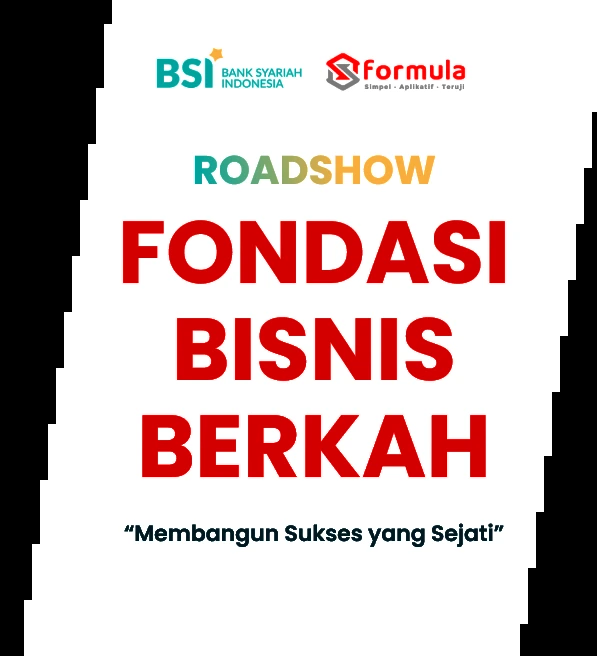 BSI BANK SYARIAH INDONESIA
formula
Simpel - Aplikatif - Teruji
ROADSHOW
FONDASI
BISNIS
BERKAH
“Membangun Sukses yang Sejati”